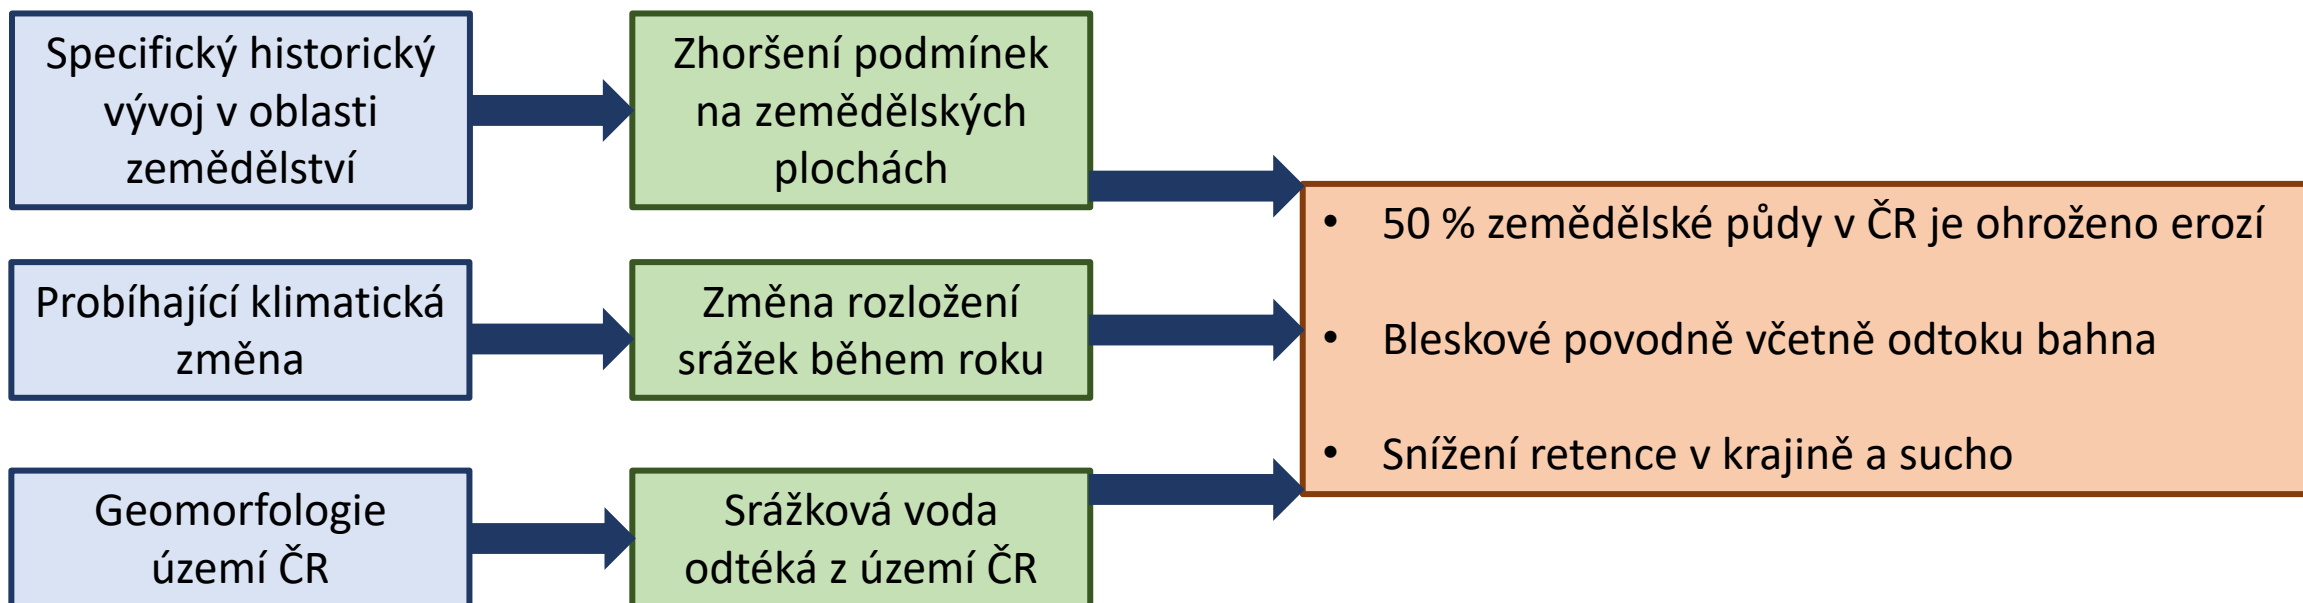 Specifický historický
vývoj v oblasti
zemědělství
Zhoršení podmínek
na zemědělských
plochách
Probíhající klimatická
změna
Změna rozložení
srážek během roku
Geomorfologie
území ČR
Srážková voda
odtéká z území ČR
• 50 % zemědělské půdy v ČR je ohroženo erozí
• Bleskové povodně včetně odtoku bahna
• Snížení retence v krajině a sucho